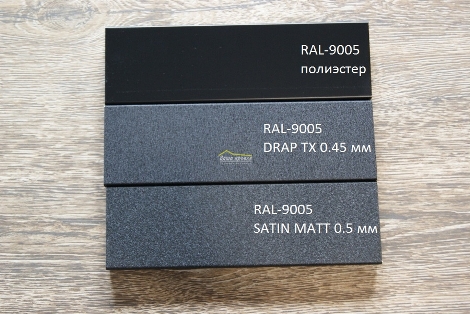 RAL-9005
полиэстер
RAL-9005
DRAP TX 0.45 мм
RAL-9005
SATIN MATT 0.5 мм